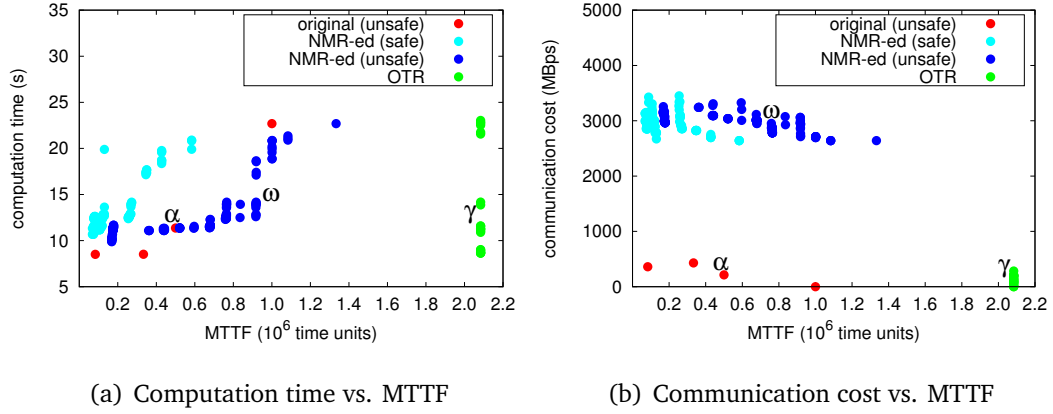 35
30
25
20
15
10
5
computation time (s)
original (unsafe)
NMR-ed (safe)
NMR-ed (unsafe)
OTR
α
ω
γ
0.2 0.4 0.6 0.8 1.0 1.2 1.4 1.6 1.8 2.0 2.2
MTTF (10⁶ time units)
(a) Computation time vs. MTTF
5000
4000
3000
2000
1000
0
communication cost (MBps)
original (unsafe)
NMR-ed (safe)
NMR-ed (unsafe)
OTR
ω
α
γ
0.2 0.4 0.6 0.8 1.0 1.2 1.4 1.6 1.8 2.0 2.2
MTTF (10⁶ time units)
(b) Communication cost vs. MTTF